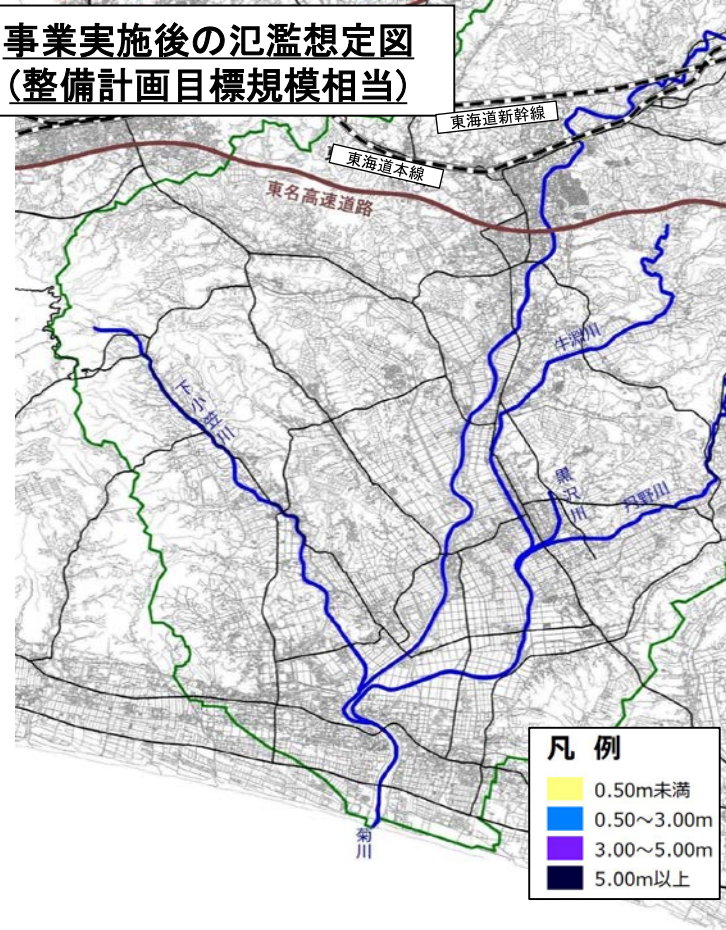 事業実施後の氾濫想定図
(整備計画目標規模相当)
東海道新幹線
東海道本線
東名高速道路
牛淵川
下小笠川
黒沢川
丹野川
菊川
凡 例
0.50m未満
0.50~3.00m
3.00~5.00m
5.00m以上